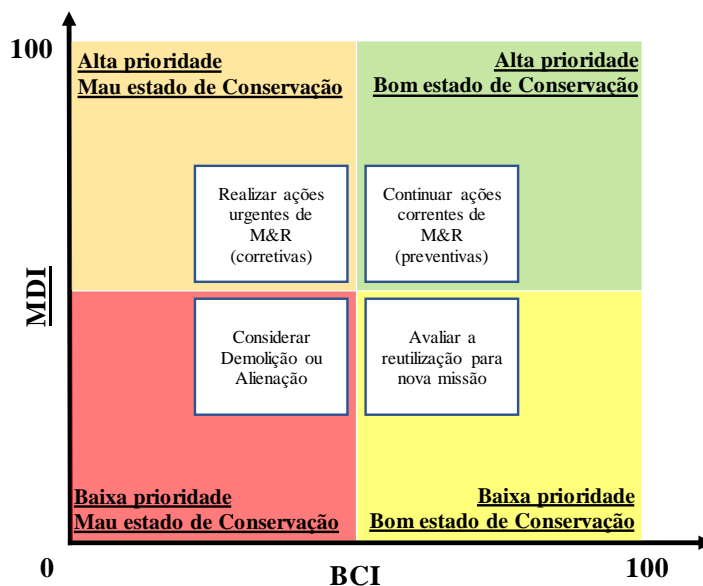 100
Alta prioridade
Mau estado de Conservação
Alta prioridade
Bom estado de Conservação
Realizar ações
urgentes de
M&R
(corretivas)
Continuar ações
correntes de
M&R
(preventivas)
MDI
Considerar
Demolição ou
Alienação
Avaliar a
reutilização para
nova missão
Baixa prioridade
Mau estado de Conservação
Baixa prioridade
Bom estado de Conservação
0
BCI
100